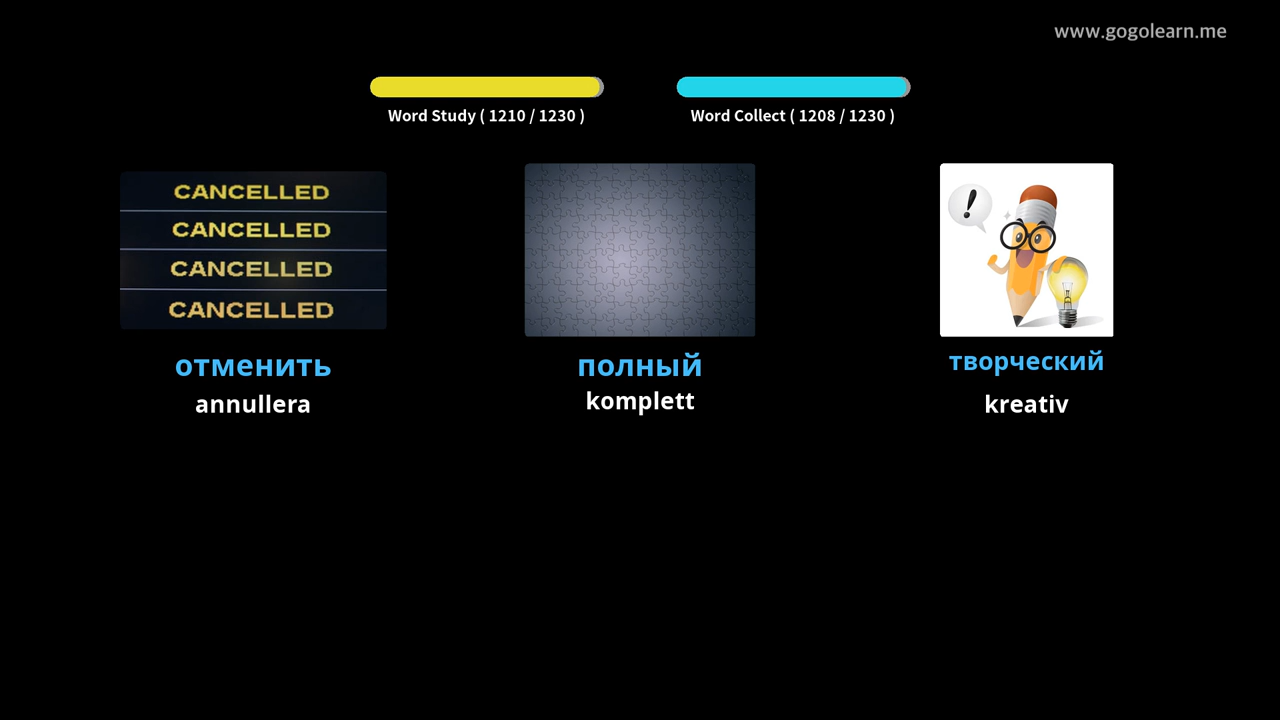 www.gogolearn.me
Word Study ( 1210 / 1230 )
Word Collect ( 1208 / 1230 )
CANCELLED
CANCELLED
CANCELLED
CANCELLED
!
отменить
annullera
полный
komplett
творческий
kreativ